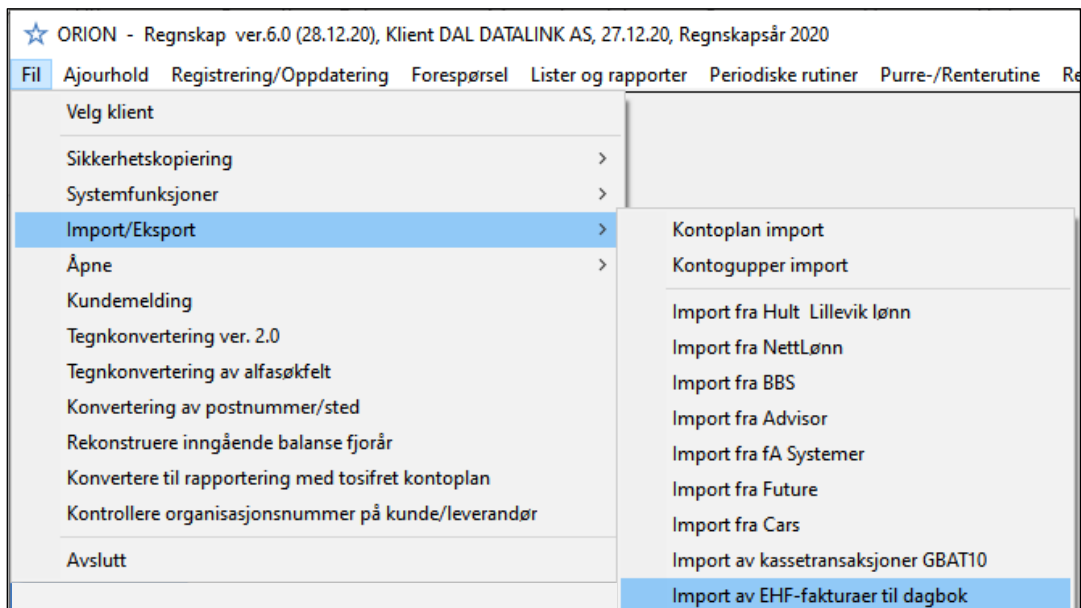 ORION - Regnskap ver.6.0 (28.12.20), Klient DAL DATALINK AS, 27.12.20, Regnskapsår 2020
Fil Ajourhold Registrering/Oppdatering Forespørsel Lister og rapporter Periodiske rutiner Purre-/Renterutine Re
Velg klient
Sikkerhetskopiering
Systemfunksjoner
Import/Eksport
Åpne
Kundemelding
Tegnkonvertering ver. 2.0
Tegnkonvertering av alfasøkfelt
Konvertering av postnummer/sted
Rekonstruere inngående balanse fjorår
Konvertere til rapportering med tosifret kontoplan
Kontrollere organisasjonsnummer på kunde/leverandør
Avslutt
Kontoplan import
Kontogupper import
Import fra Hult Lillevik lønn
Import fra NettLønn
Import fra BBS
Import fra Advisor
Import fra fA Systemer
Import fra Future
Import fra Cars
Import av kassetransaksjoner GBAT10
Import av EHF-fakturaer til dagbok